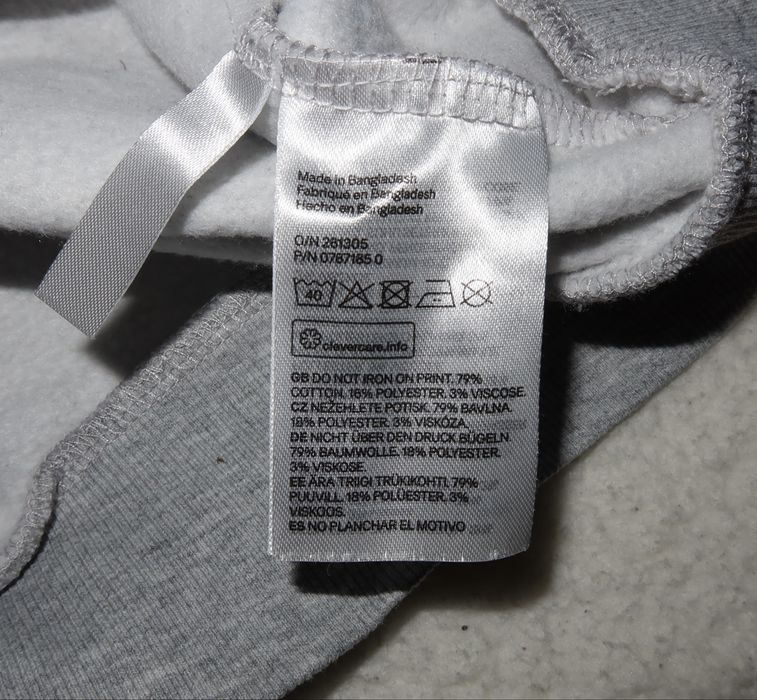 Made in Bangladesh
Fabriqué en Bangladesh
Hecho en Bangladesh
O/N 281305
P/N 0787185 0
40
clevercare.info
GB DO NOT IRON ON PRINT. 79%
COTTON. 18% POLYESTER. 3% VISCOSE.
CZ NEŽEHLETE POTISK. 79% BAVLNA.
18% POLYESTER. 3% VISKÓZA.
DE NICHT ÜBER DEN DRUCK BÜGELN
79% BAUMWOLLE. 18% POLYESTER.
3% VISKOSE.
EE ÄRA TRIIGI TRÜKIKOHTI. 79%
PUUVILL. 18% POLÜESTER. 3%
VISKOOS.
ES NO PLANCHAR EL MOTIVO